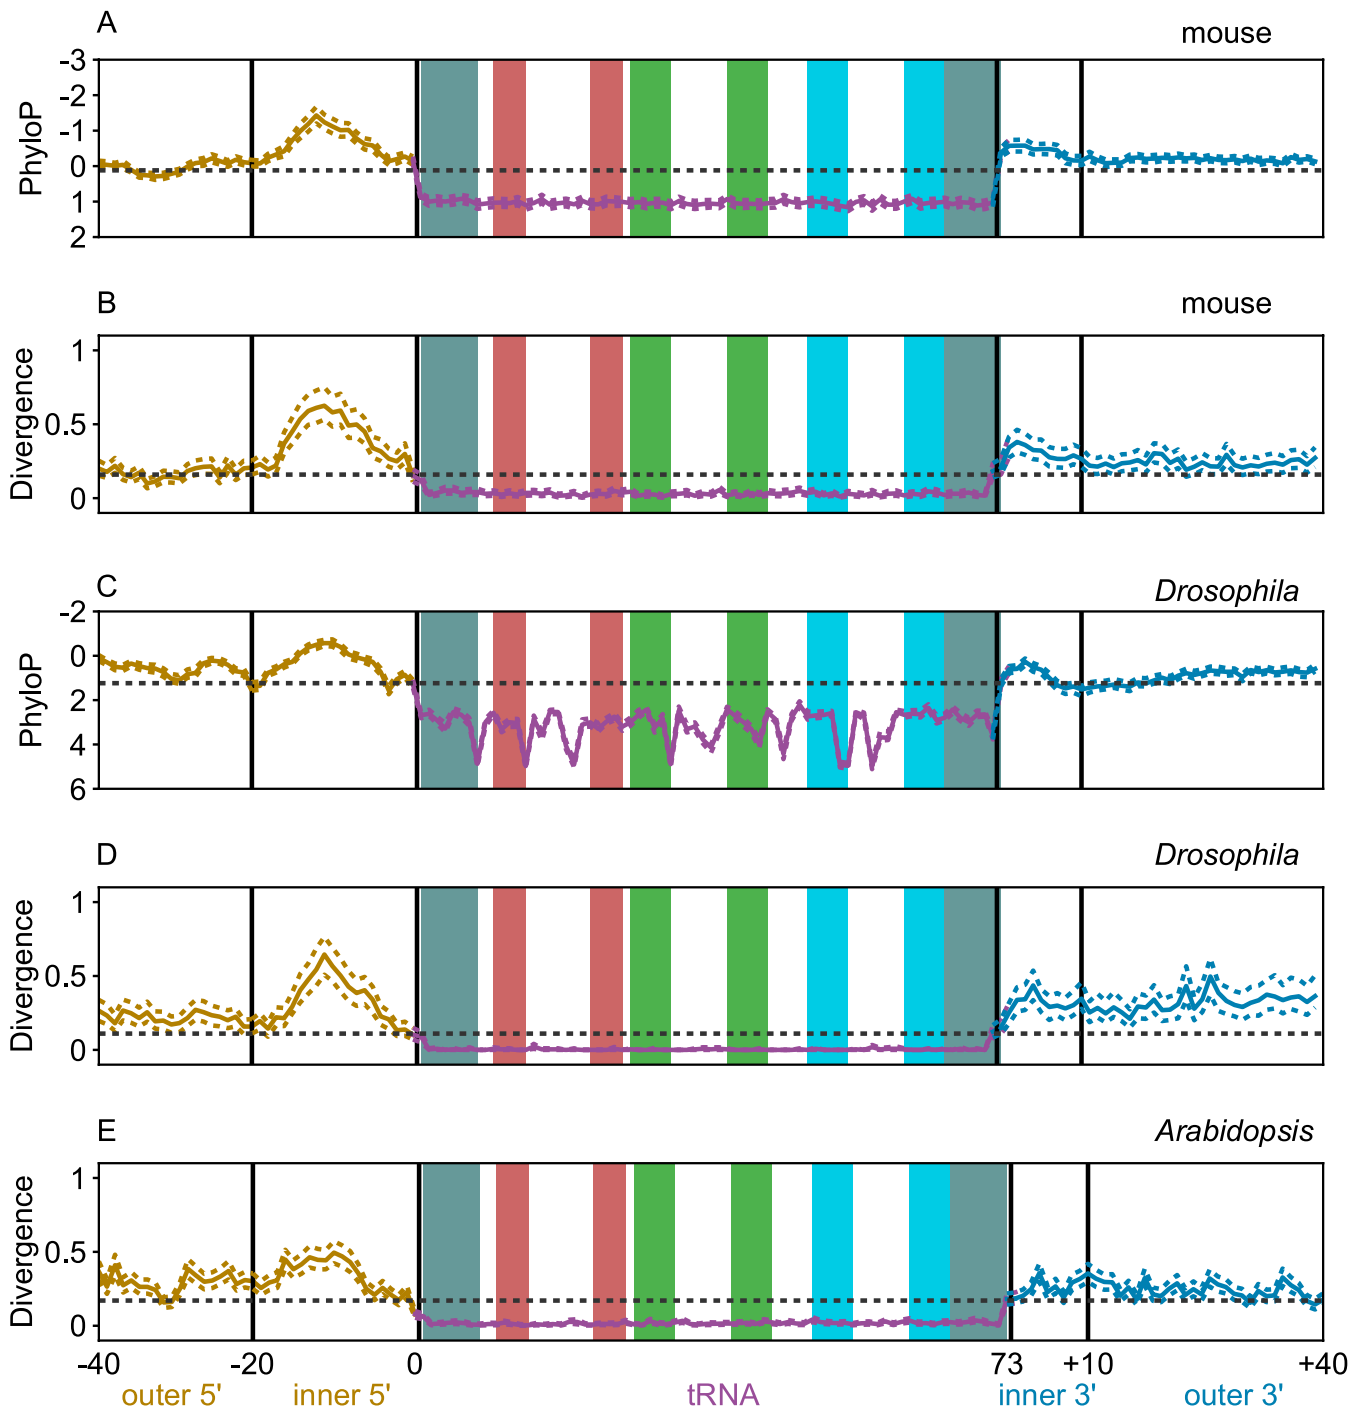 A
mouse
-3
-2
-1
0
1
2
PhyloP
B
mouse
1
0.5
0
Divergence
C
Drosophila
-2
0
2
4
6
PhyloP
D
Drosophila
1
0.5
0
Divergence
E
Arabidopsis
1
0.5
0
Divergence
-40 -20 0 73 +10 +40
outer 5' inner 5' tRNA inner 3' outer 3'